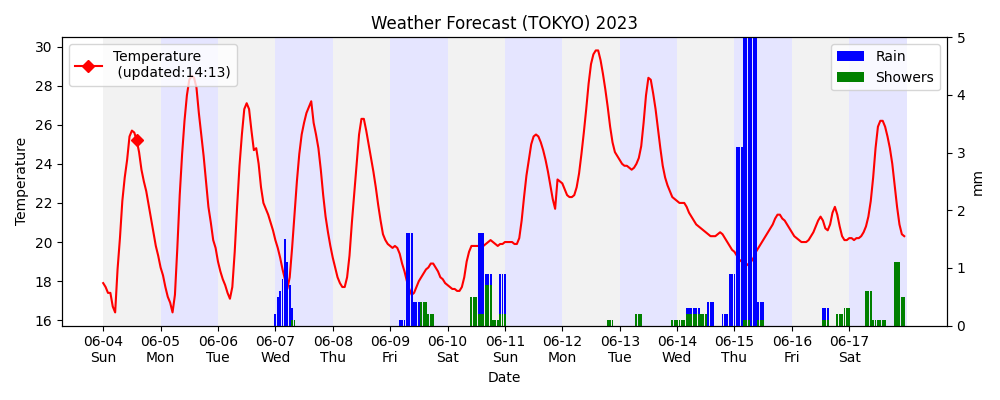 Weather Forecast (TOKYO) 2023
Temperature
(updated:14:13)
Rain
Showers
30
28
26
24
22
20
18
16
Temperature
5
4
3
2
1
0
mm
06-04 06-05 06-06 06-07 06-08 06-09 06-10 06-11 06-12 06-13 06-14 06-15 06-16 06-17
Sun Mon Tue Wed Thu Fri Sat Sun Mon Tue Wed Thu Fri Sat
Date